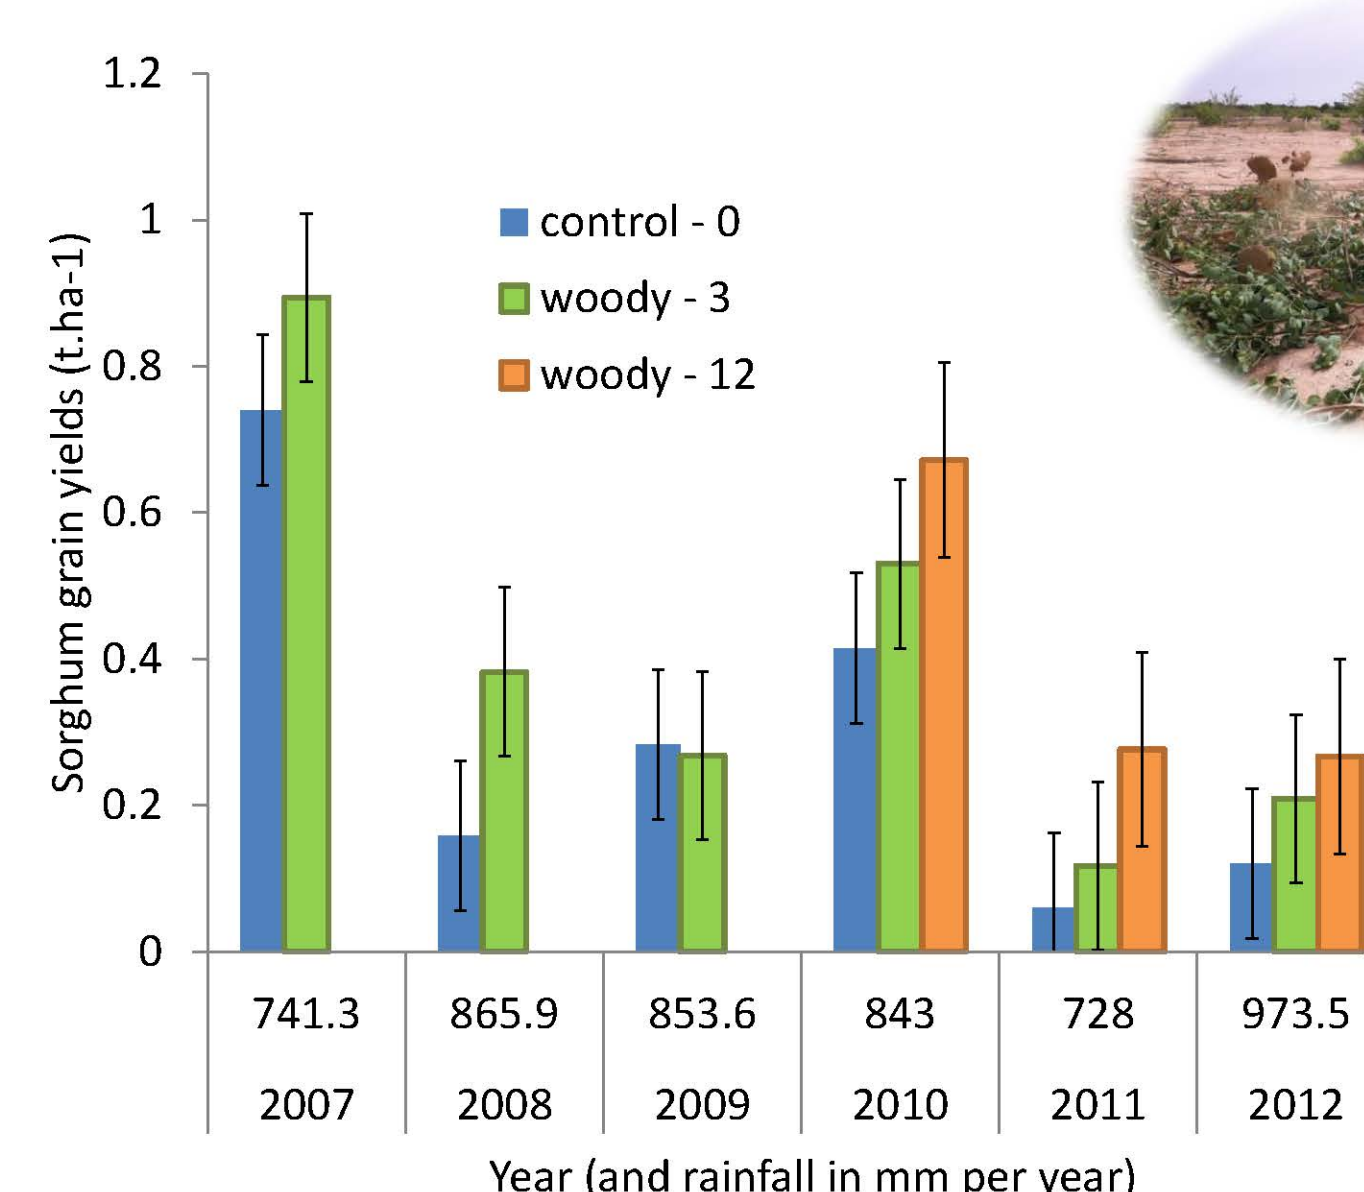 1.2
1
0.8
0.6
0.4
0.2
0
Sorghum grain yields (t.ha-1)
control - 0
woody - 3
woody - 12
741.3 865.9 853.6 843 728 973.5
2007 2008 2009 2010 2011 2012
Year (and rainfall in mm per year)